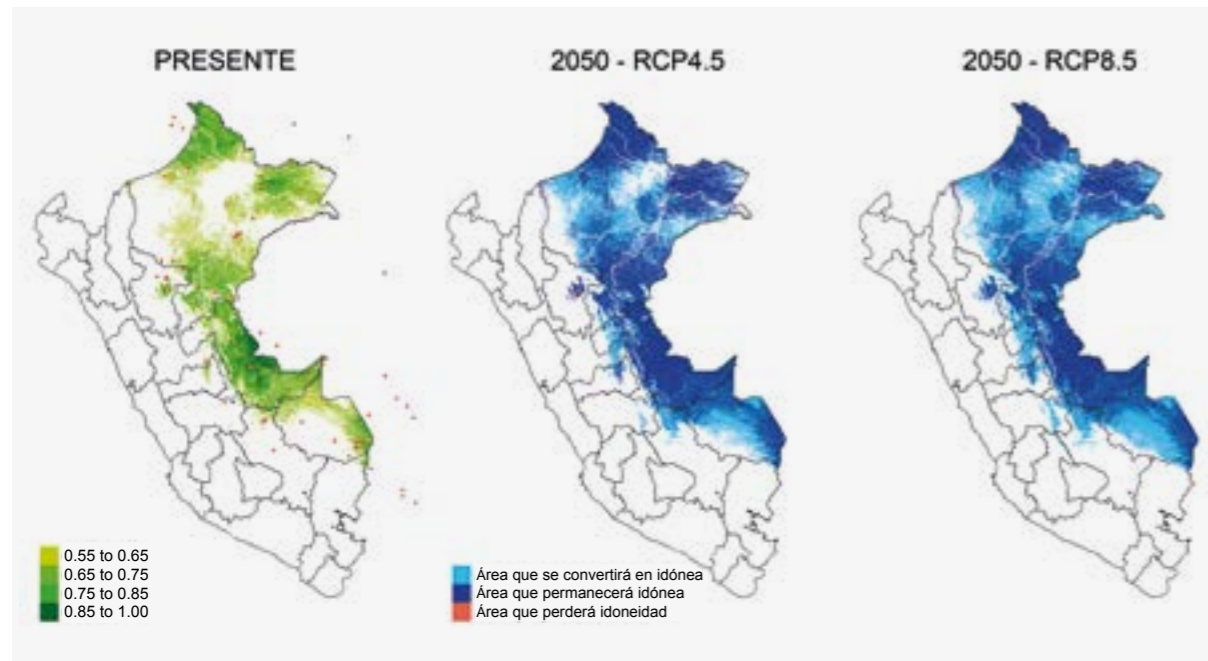 PRESENTE
2050 - RCP4.5
2050 - RCP8.5
0.55 to 0.65
0.65 to 0.75
0.75 to 0.85
0.85 to 1.00
Área que se convertirá en idónea
Área que permanecerá idónea
Área que perderá idoneidad